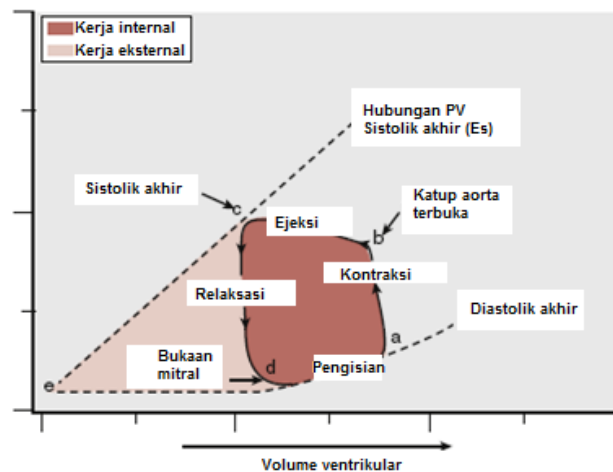 Kerja internal
Kerja eksternal
Hubungan PV
Sistolik akhir (Es)
Sistolik akhir
c
Ejeksi
b
Katup aorta
terbuka
Kontraksi
Relaksasi
Diastolik akhir
a
Bukaan
mitral
d
Pengisian
e
Volume ventrikular